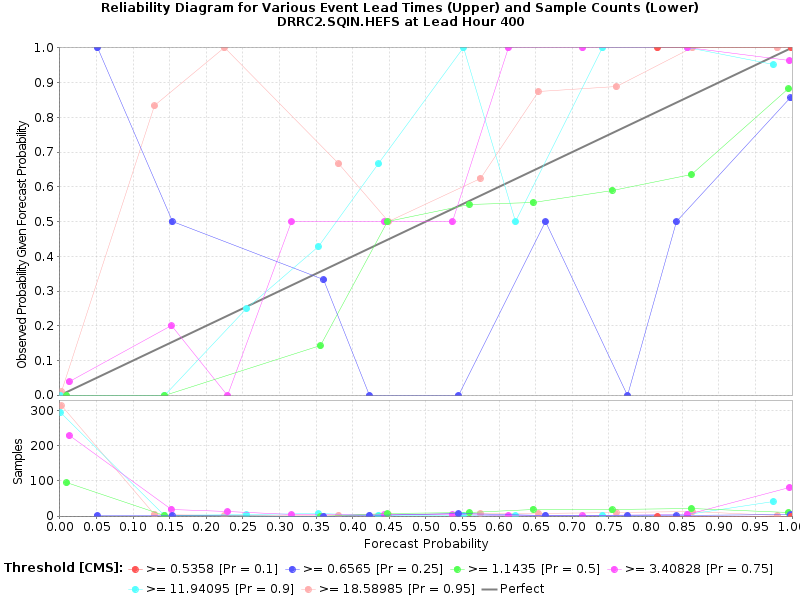 Reliability Diagram for Various Event Lead Times (Upper) and Sample Counts (Lower)
DRRC2.SQIN.HEFS at Lead Hour 400
Observed Probability Given Forecast Probability
1.0
0.9
0.8
0.7
0.6
0.5
0.4
0.3
0.2
0.1
0.0
Samples
300
200
100
0
0.00 0.05 0.10 0.15 0.20 0.25 0.30 0.35 0.40 0.45 0.50 0.55 0.60 0.65 0.70 0.75 0.80 0.85 0.90 0.95 1.0
Forecast Probability
Threshold [CMS]: >= 0.5358 [Pr = 0.1] >= 0.6565 [Pr = 0.25] >= 1.1435 [Pr = 0.5] >= 3.40828 [Pr = 0.75]
>= 11.94095 [Pr = 0.9] >= 18.58985 [Pr = 0.95] Perfect